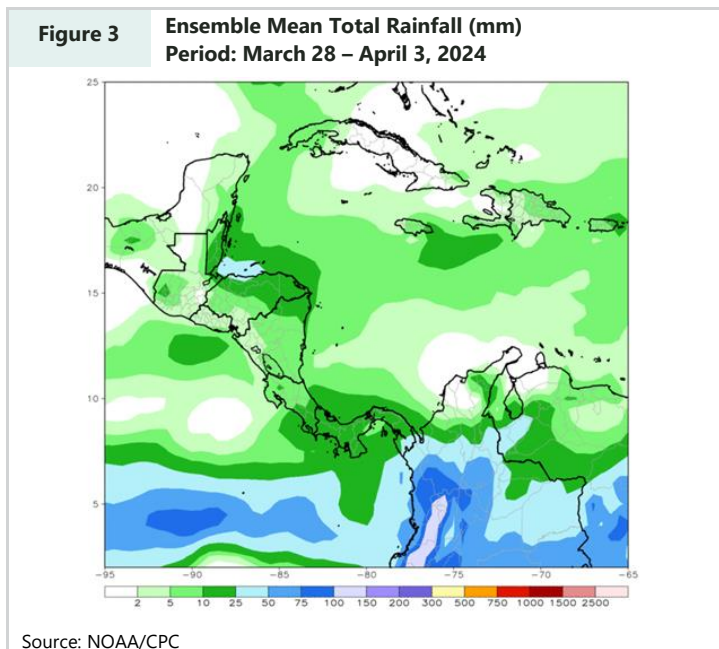 Figure 3
Ensemble Mean Total Rainfall (mm)
Period: March 28 – April 3, 2024
25
20
15
10
5
−95 −90 −85 −80 −75 −70 −65
2 5 10 25 50 75 100 150 200 300 500 750 1000 1500 2500
Source: NOAA/CPC